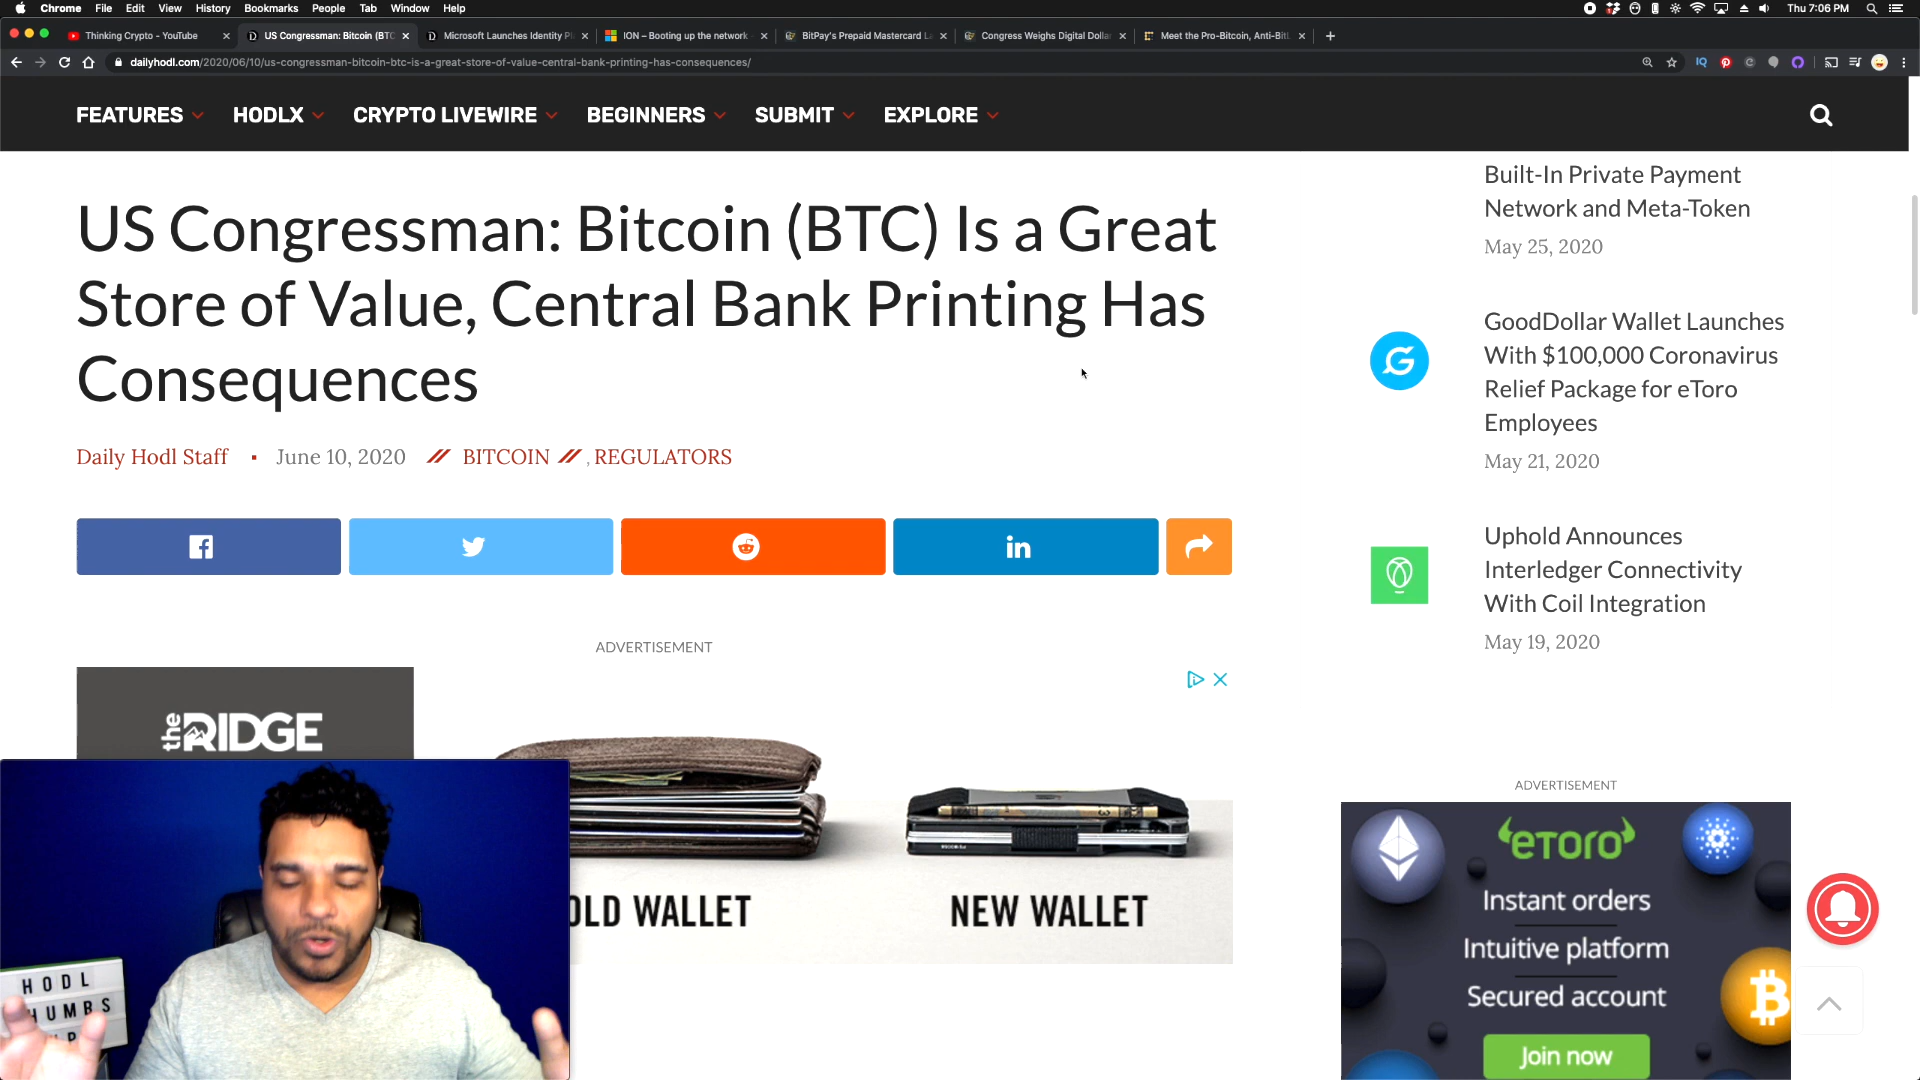 Chrome File Edit View History Bookmarks People Tab Window Help
Thu 7:06 PM
Thinking Crypto - YouTube
US Congressman: Bitcoin (BTC
Microsoft Launches Identity Pl
ION – Booting up the network
BitPay's Prepaid Mastercard La
Congress Weighs Digital Dollar
Meet the Pro-Bitcoin, Anti-BitL
dailyhodl.com/2020/06/10/us-congressman-bitcoin-btc-is-a-great-store-of-value-central-bank-printing-has-consequences/
IQ
FEATURES HODLX CRYPTO LIVEWIRE BEGINNERS SUBMIT EXPLORE
US Congressman: Bitcoin (BTC) Is a Great
Store of Value, Central Bank Printing Has
Consequences
Daily Hodl Staff ▪ June 10, 2020 // BITCOIN // , REGULATORS
ADVERTISEMENT
the RIDGE
OLD WALLET
NEW WALLET
Built-In Private Payment
Network and Meta-Token
May 25, 2020
GoodDollar Wallet Launches
With $100,000 Coronavirus
Relief Package for eToro
Employees
May 21, 2020
Uphold Announces
Interledger Connectivity
With Coil Integration
May 19, 2020
ADVERTISEMENT
eToro
Instant orders
Intuitive platform
Secured account
Join now
HODL
HUMBS
P